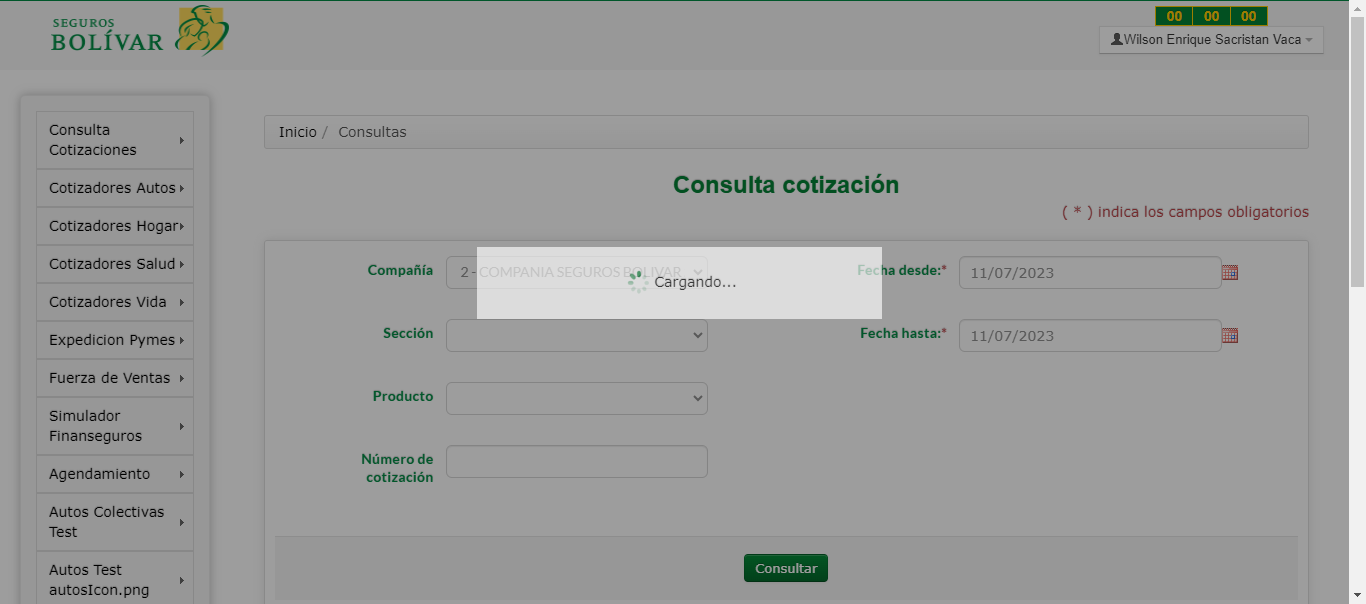 SEGUROS
BOLÍVAR
00 00 00
Wilson Enrique Sacristan Vaca
Consulta
Cotizaciones
Cotizadores Autos
Cotizadores Hogar
Cotizadores Salud
Cotizadores Vida
Expedicion Pymes
Fuerza de Ventas
Simulador
Finanseguros
Agendamiento
Autos Colectivas
Test
Autos Test
autosIcon.png
Inicio / Consultas
Consulta cotización
( * ) indica los campos obligatorios
Compañía
2 - COMPANIA SEGUROS BOLIVAR
Fecha desde:*
11/07/2023
Cargando...
Sección
Fecha hasta:*
11/07/2023
Producto
Número de
cotización
Consultar